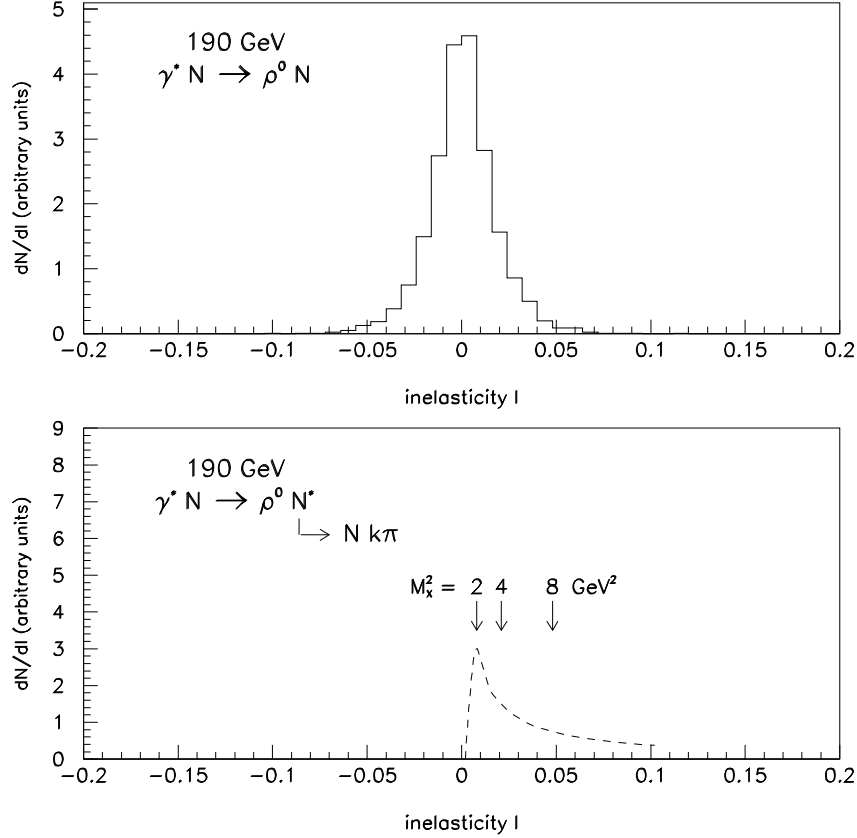 190 GeV
γ* N → ρ⁰ N
dN/dI (arbitrary units)
5
4
3
2
1
0
−0.2 −0.15 −0.1 −0.05 0 0.05 0.1 0.15 0.2
inelasticity I
190 GeV
γ* N → ρ⁰ N*
N kπ
Mₓ² = 2 4 8 GeV²
dN/dI (arbitrary units)
9
8
7
6
5
4
3
2
1
0
−0.2 −0.15 −0.1 −0.05 0 0.05 0.1 0.15 0.2
inelasticity I